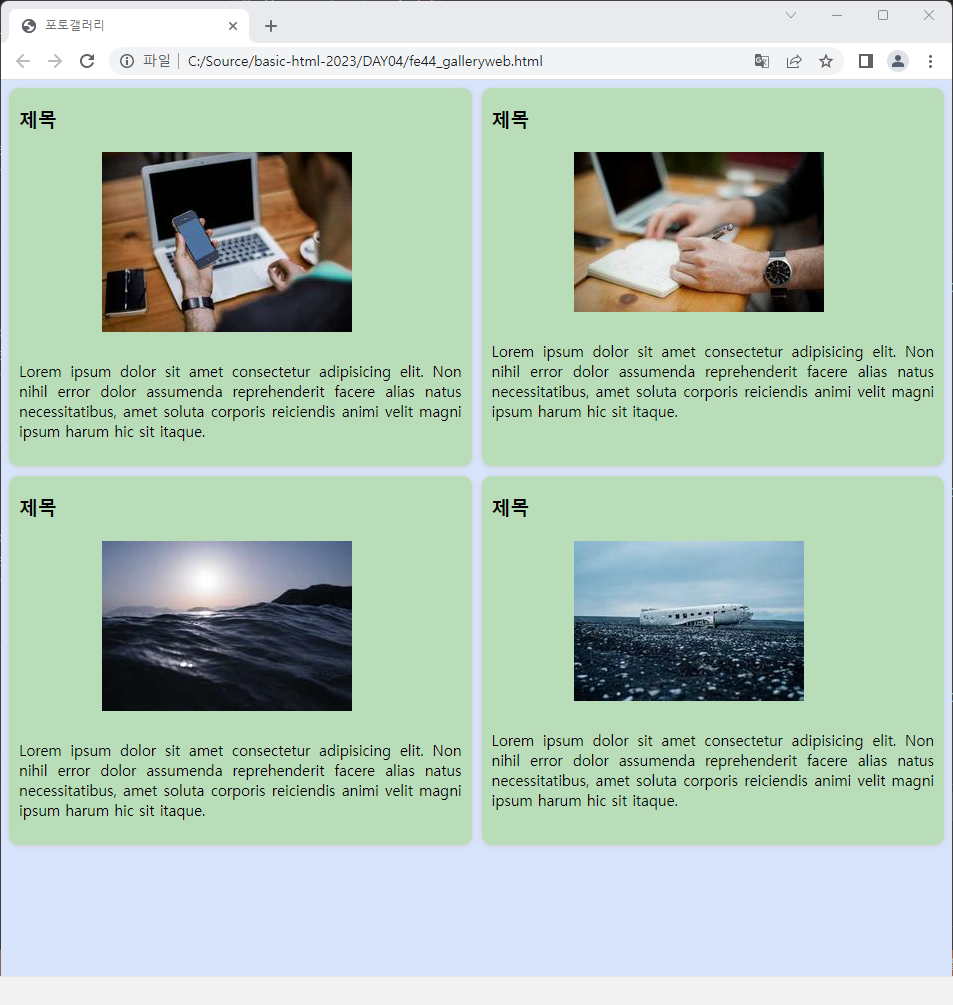 포토갤러리
파일 C:/Source/basic-html-2023/DAY04/fe44_galleryweb.html
제목
Lorem ipsum dolor sit amet consectetur adipisicing elit. Non
nihil error dolor assumenda reprehenderit facere alias natus
necessitatibus, amet soluta corporis reiciendis animi velit magni
ipsum harum hic sit itaque.
제목
Lorem ipsum dolor sit amet consectetur adipisicing elit. Non
nihil error dolor assumenda reprehenderit facere alias natus
necessitatibus, amet soluta corporis reiciendis animi velit magni
ipsum harum hic sit itaque.
제목
Lorem ipsum dolor sit amet consectetur adipisicing elit. Non
nihil error dolor assumenda reprehenderit facere alias natus
necessitatibus, amet soluta corporis reiciendis animi velit magni
ipsum harum hic sit itaque.
제목
Lorem ipsum dolor sit amet consectetur adipisicing elit. Non
nihil error dolor assumenda reprehenderit facere alias natus
necessitatibus, amet soluta corporis reiciendis animi velit magni
ipsum harum hic sit itaque.